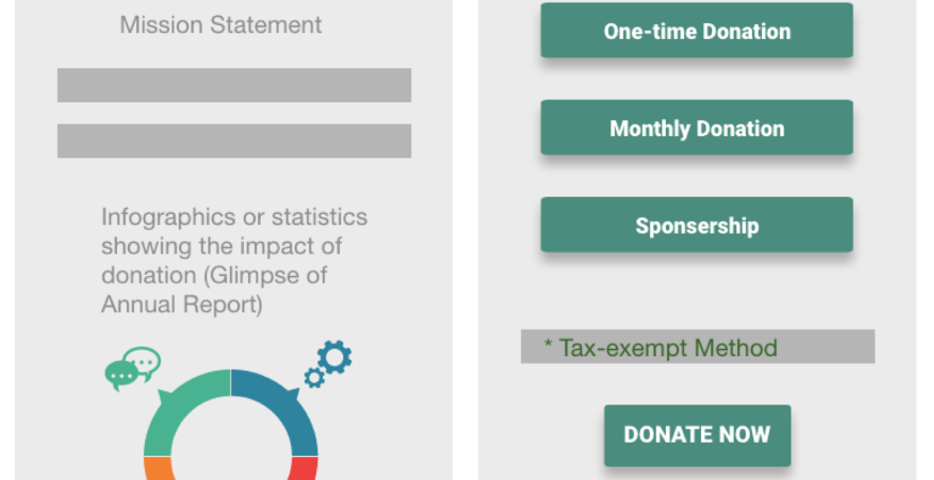 Mission Statement
Infographics or statistics
showing the impact of
donation (Glimpse of
Annual Report)
One-time Donation
Monthly Donation
Sponsership
* Tax-exempt Method
DONATE NOW